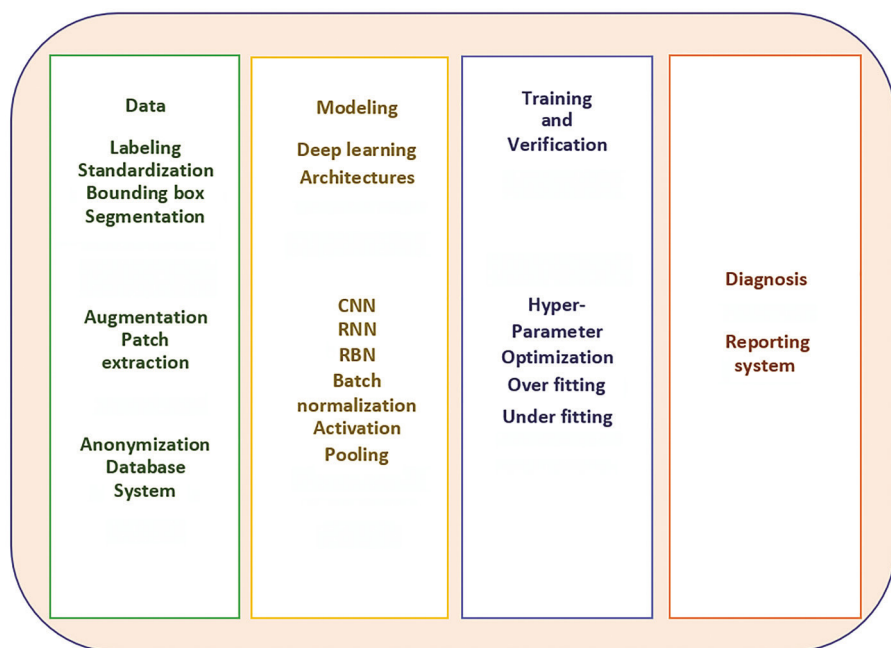 Data
Labeling
Standardization
Bounding box
Segmentation
Augmentation
Patch
extraction
Anonymization
Database
System
Modeling
Deep learning
Architectures
CNN
RNN
RBN
Batch
normalization
Activation
Pooling
Training
and
Verification
Hyper-
Parameter
Optimization
Over fitting
Under fitting
Diagnosis
Reporting
system